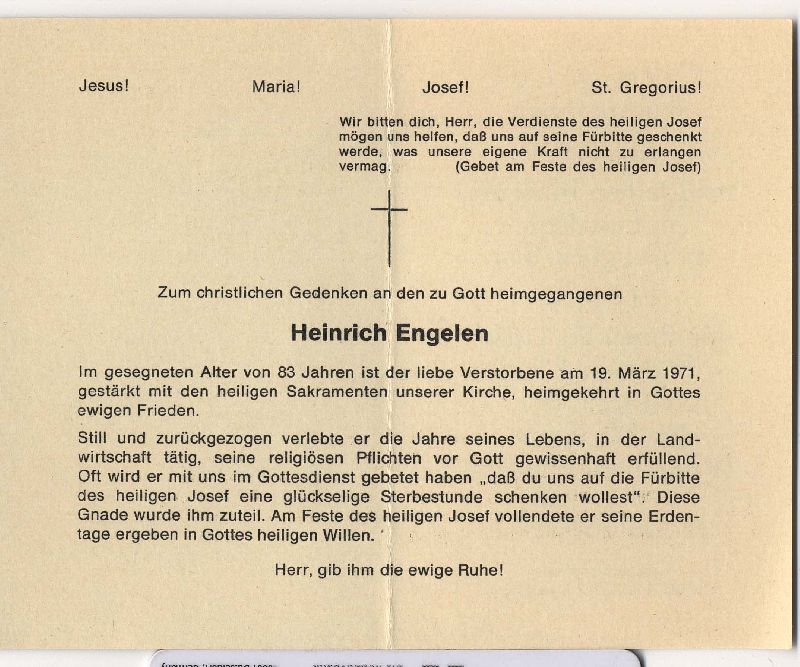 Jesus! Maria! Josef! St. Gregorius!
Wir bitten dich, Herr, die Verdienste des heiligen Josef
mögen uns helfen, daß uns auf seine Fürbitte geschenkt
werde, was unsere eigene Kraft nicht zu erlangen
vermag. (Gebet am Feste des heiligen Josef)
Zum christlichen Gedenken an den zu Gott heimgegangenen
Heinrich Engelen
Im gesegneten Alter von 83 Jahren ist der liebe Verstorbene am 19. März 1971,
gestärkt mit den heiligen Sakramenten unserer Kirche, heimgekehrt in Gottes
ewigen Frieden.
Still und zurückgezogen verlebte er die Jahre seines Lebens, in der Land-
wirtschaft tätig, seine religiösen Pflichten vor Gott gewissenhaft erfüllend.
Oft wird er mit uns im Gottesdienst gebetet haben „daß du uns auf die Fürbitte
des heiligen Josef eine glückselige Sterbestunde schenken wollest“. Diese
Gnade wurde ihm zuteil. Am Feste des heiligen Josef vollendete er seine Erden-
tage ergeben in Gottes heiligen Willen.
Herr, gib ihm die ewige Ruhe!